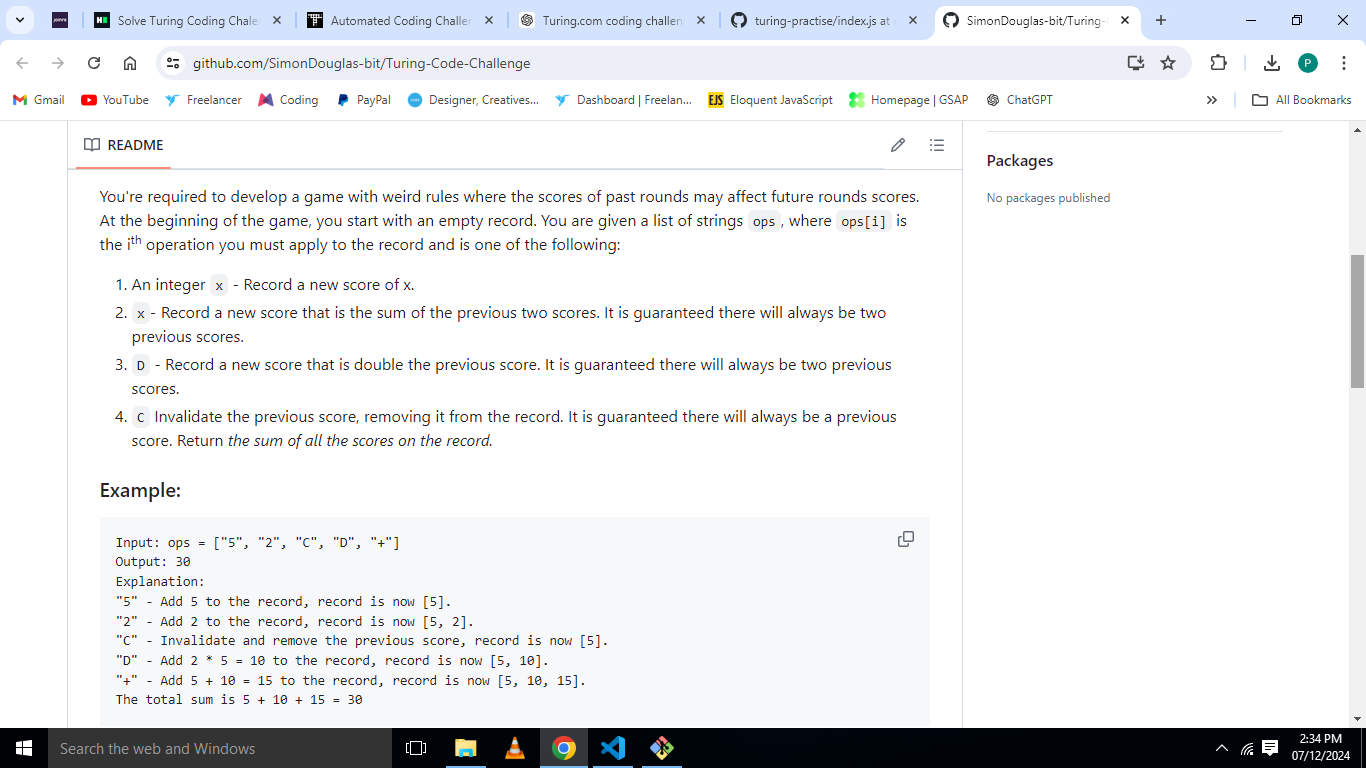 Solve Turing Coding Chale
Automated Coding Challer
Turing.com coding challen
turing-practise/index.js at
SimonDouglas-bit/Turing-
github.com/SimonDouglas-bit/Turing-Code-Challenge
P
Gmail
YouTube
Freelancer
Coding
PayPal
Designer, Creatives...
Dashboard | Freelan...
EJS Eloquent JavaScript
Homepage | GSAP
ChatGPT
All Bookmarks
README
You're required to develop a game with weird rules where the scores of past rounds may affect future rounds scores.
At the beginning of the game, you start with an empty record. You are given a list of strings ops , where ops[i] is
the ith operation you must apply to the record and is one of the following:
1. An integer x - Record a new score of x.
2. x - Record a new score that is the sum of the previous two scores. It is guaranteed there will always be two
previous scores.
3. D - Record a new score that is double the previous score. It is guaranteed there will always be two previous
scores.
4. C Invalidate the previous score, removing it from the record. It is guaranteed there will always be a previous
score. Return the sum of all the scores on the record.
Example:
Input: ops = ["5", "2", "C", "D", "+"]
Output: 30
Explanation:
"5" - Add 5 to the record, record is now [5].
"2" - Add 2 to the record, record is now [5, 2].
"C" - Invalidate and remove the previous score, record is now [5].
"D" - Add 2 * 5 = 10 to the record, record is now [5, 10].
"+" - Add 5 + 10 = 15 to the record, record is now [5, 10, 15].
The total sum is 5 + 10 + 15 = 30
Packages
No packages published
Search the web and Windows
2:34 PM
07/12/2024